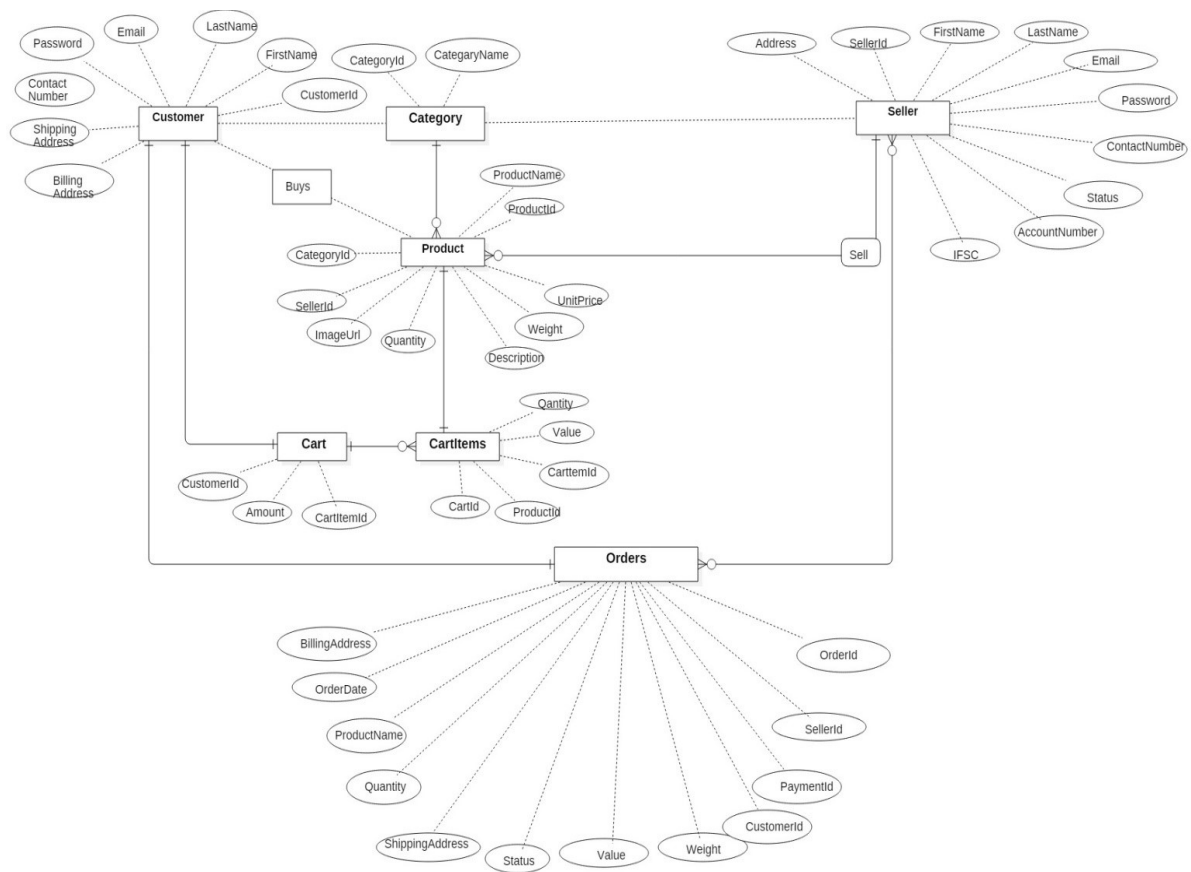 Email
LastName
FirstName
LastName
Password
FirstName
CategoryId
CategaryName
Address
SellerId
Email
Contact
Number
CustomerId
Password
Customer
Category
Seller
Shipping
Address
ContactNumber
Billing
Address
Buys
ProductName
ProductId
Status
AccountNumber
Product
CategoryId
Sell
IFSC
SellerId
UnitPrice
ImageUrl
Quantity
Weight
Description
Qantity
Value
Cart
CartItems
CarttemId
CustomerId
Amount
CartItemId
CartId
ProductId
Orders
BillingAddress
OrderId
OrderDate
SellerId
ProductName
Quantity
PaymentId
CustomerId
ShippingAddress
Status
Value
Weight